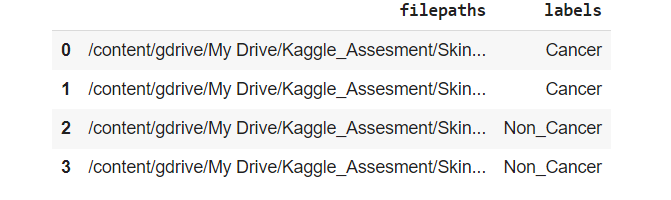 filepaths labels
0 /content/gdrive/My Drive/Kaggle_Assesment/Skin... Cancer
1 /content/gdrive/My Drive/Kaggle_Assesment/Skin... Cancer
2 /content/gdrive/My Drive/Kaggle_Assesment/Skin... Non_Cancer
3 /content/gdrive/My Drive/Kaggle_Assesment/Skin... Non_Cancer